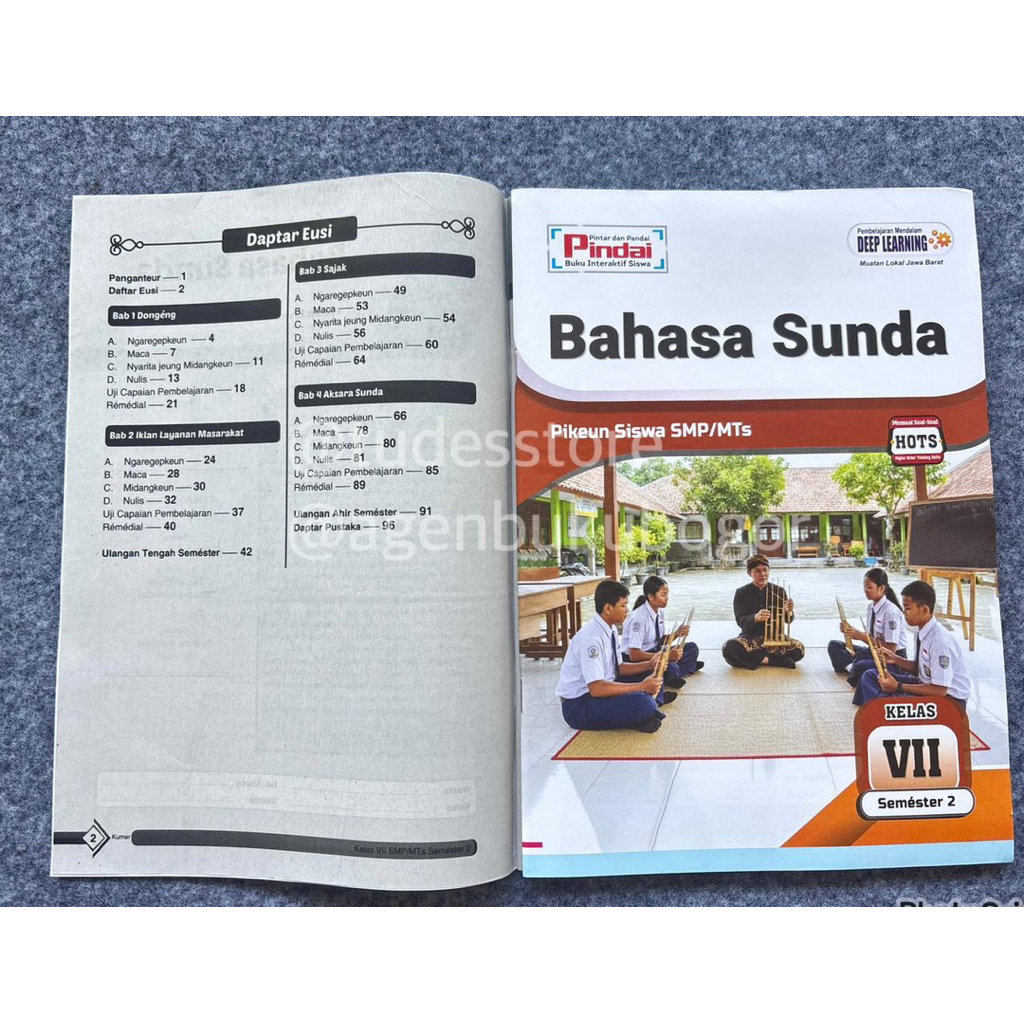 Daptar Eusi
Panganteur — 1
Daftar Eusi — 2
Bab 1 Dongéng
A. Ngaregepkeun — 4
B. Maca — 7
C. Nyarita jeung Midangkeun — 11
D. Nulis — 13
Uji Capaian Pembelajaran — 18
Rémédial — 21
Bab 2 Iklan Layanan Masarakat
A. Ngaregepkeun — 24
B. Maca — 28
C. Midangkeun — 30
D. Nulis — 32
Uji Capaian Pembelajaran — 37
Rémédial — 40
Ulangan Tengah Seméster — 42
Bab 3 Sajak
A. Ngaregepkeun — 49
B. Maca — 53
C. Nyarita jeung Midangkeun — 54
D. Nulis — 56
Uji Capaian Pembelajaran — 60
Rémédial — 64
Bab 4 Aksara Sunda
A. Ngaregepkeun — 66
B. Maca — 78
C. Midangkeun — 80
D. Nulis — 81
Uji Capaian Pembelajaran — 85
Rémédial — 89
Ulangan Ahir Seméster — 91
Daptar Pustaka — 96
2 Kumer
Kelas VII SMP/MTs Seméster 2
Pintar dan Pandai
Pindai
Buku Interaktif Siswa
Pembelajaran Mendalam
DEEP LEARNING
Muatan Lokal Jawa Barat
Bahasa Sunda
Pikeun Siswa SMP/MTs
Memuat Soal-Soal
HOTS
Higher Order Thinking Skills
KELAS
VII
Seméster 2
@agenbukubogor